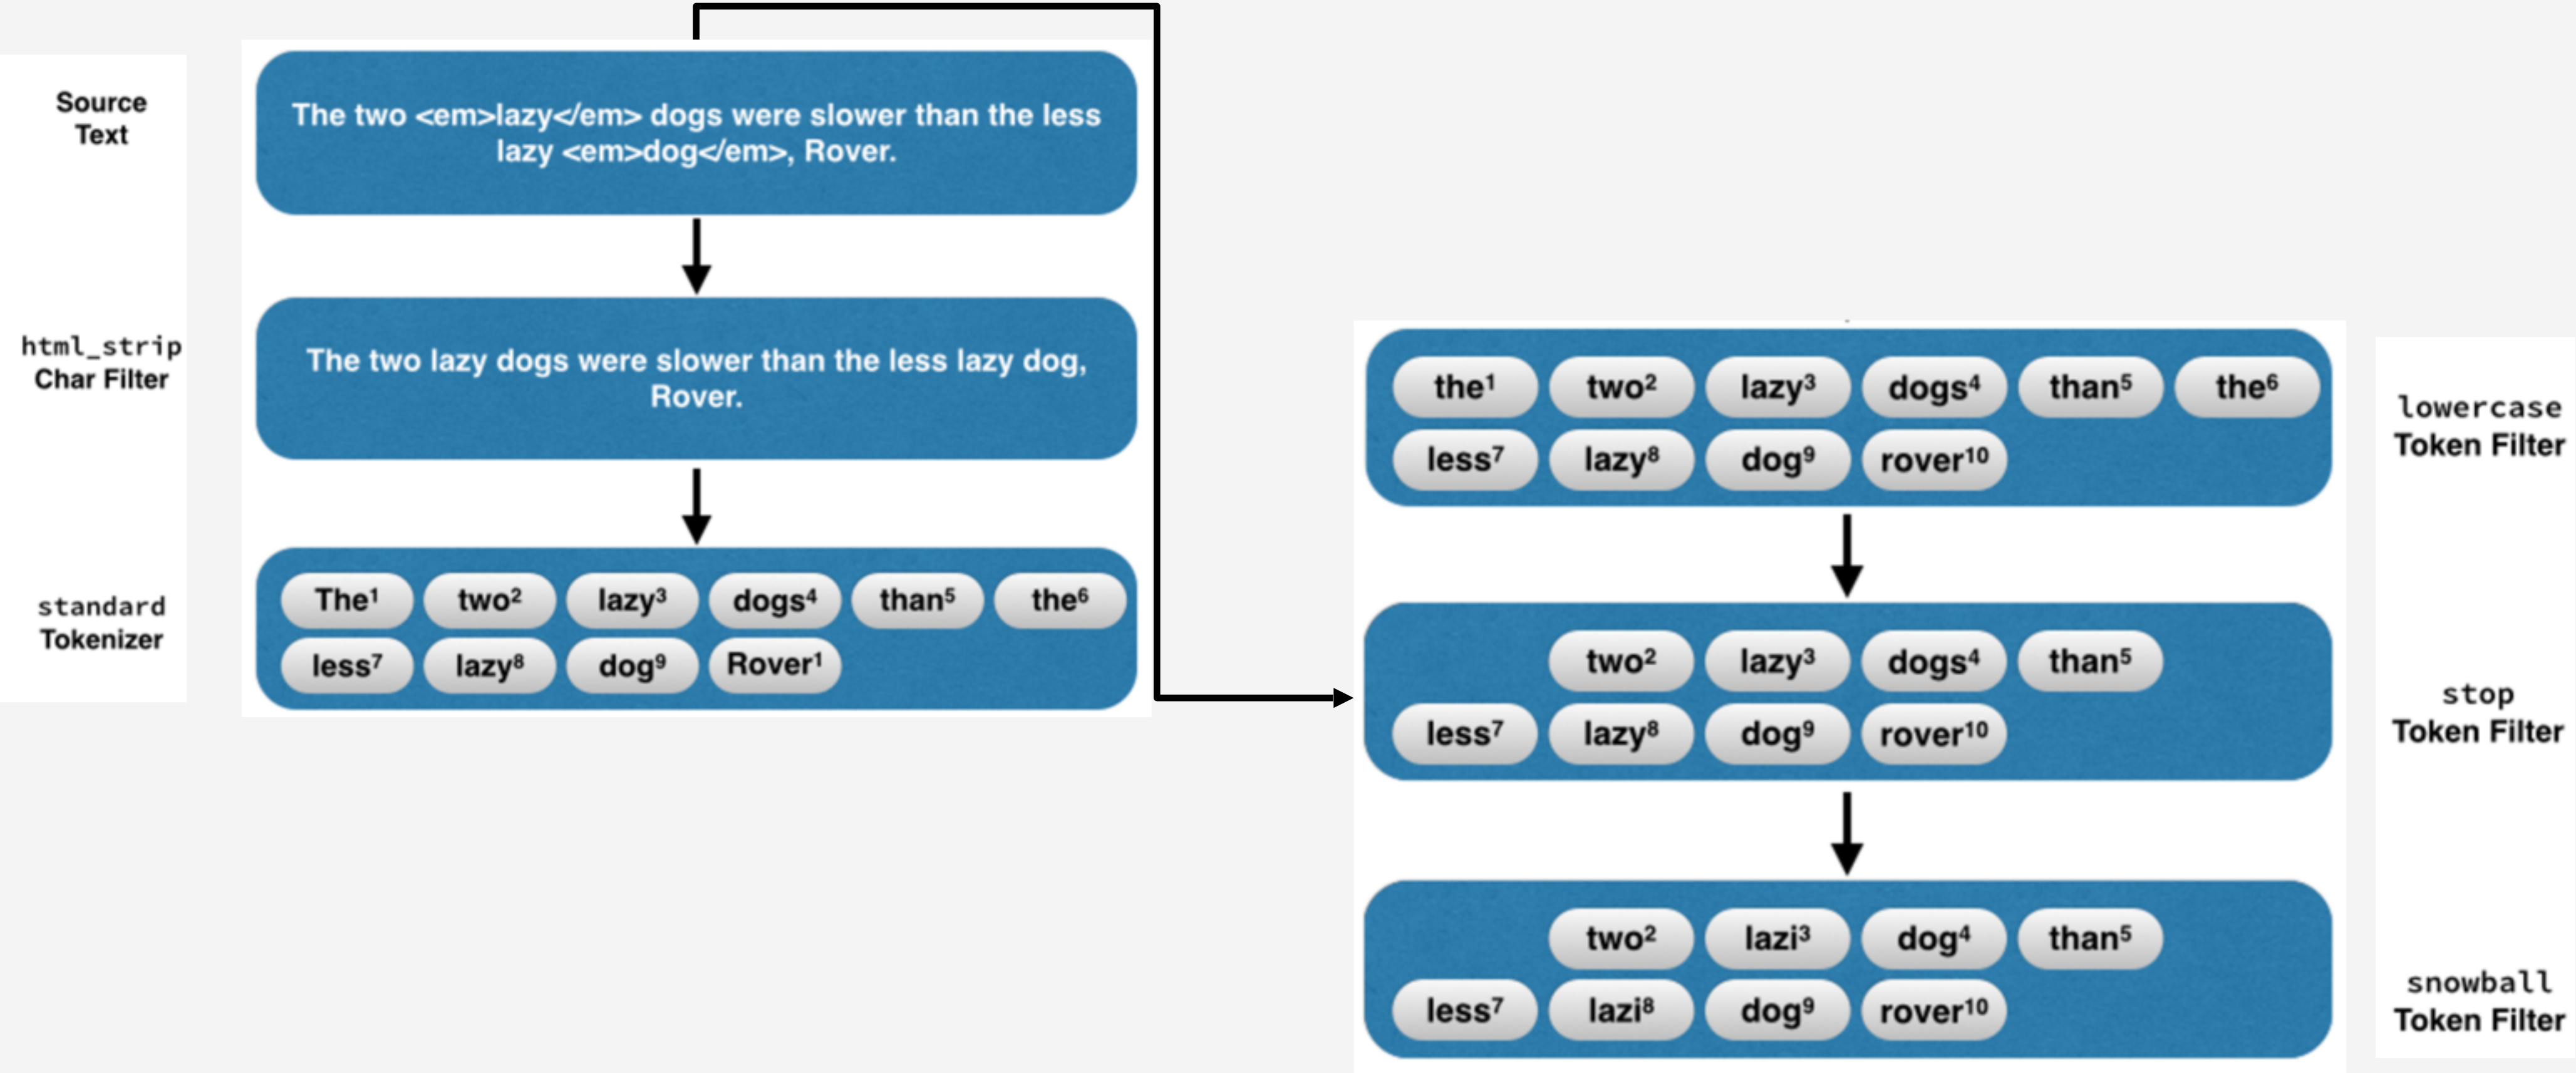 Source
Text
The two <em>lazy</em> dogs were slower than the less
lazy <em>dog</em>, Rover.
html_strip
Char Filter
The two lazy dogs were slower than the less lazy dog,
Rover.
standard
Tokenizer
The¹ two² lazy³ dogs⁴ than⁵ the⁶
less⁷ lazy⁸ dog⁹ Rover¹
the¹ two² lazy³ dogs⁴ than⁵ the⁶
less⁷ lazy⁸ dog⁹ rover¹⁰
lowercase
Token Filter
two² lazy³ dogs⁴ than⁵
less⁷ lazy⁸ dog⁹ rover¹⁰
stop
Token Filter
two² lazi³ dog⁴ than⁵
less⁷ lazi⁸ dog⁹ rover¹⁰
snowball
Token Filter